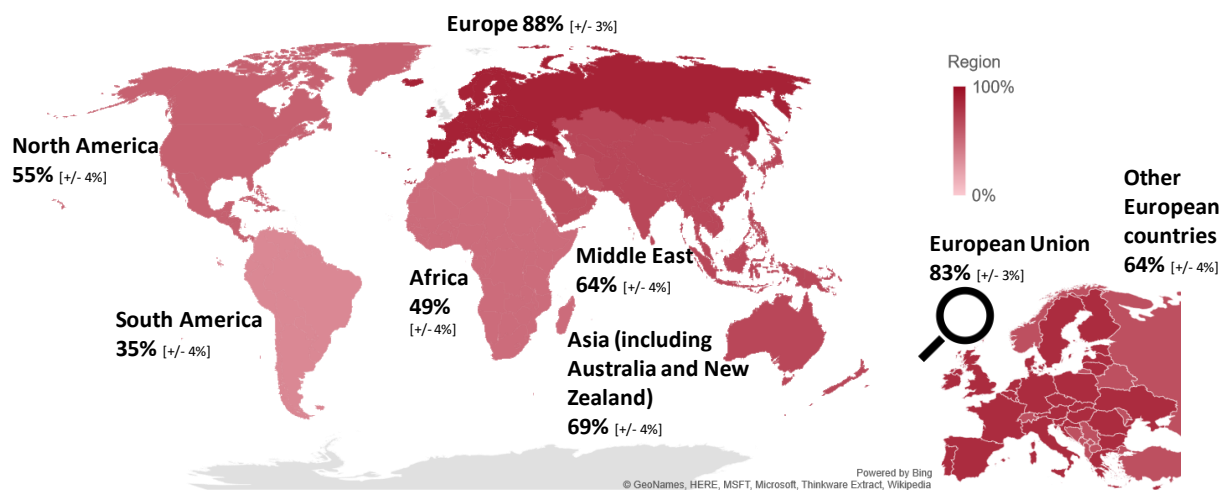 Europe 88% [+/- 3%]
Region
100%
0%
North America
55% [+/- 4%]
Other
European
countries
64% [+/- 4%]
European Union
83% [+/- 3%]
Middle East
64% [+/- 4%]
Africa
49%
[+/- 4%]
South America
35% [+/- 4%]
Asia (including
Australia and New
Zealand)
69% [+/- 4%]
Powered by Bing
© GeoNames, HERE, MSFT, Microsoft, Thinkware Extract, Wikipedia